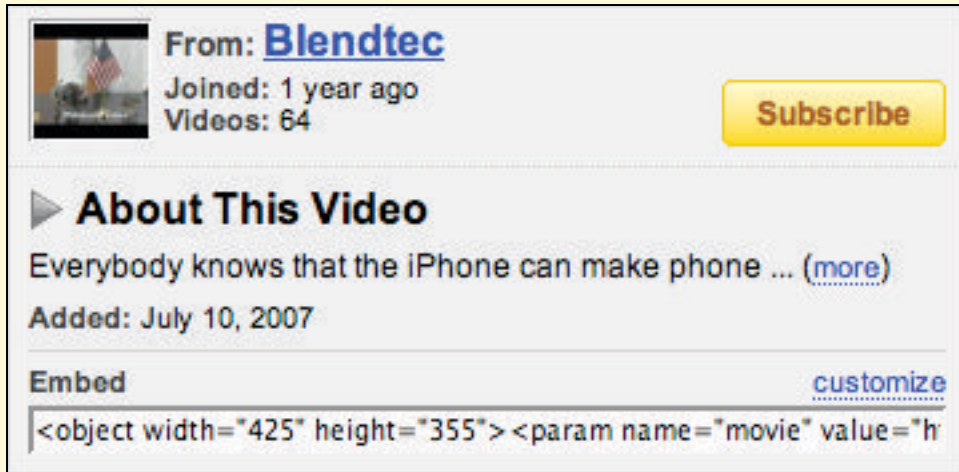 From: Blendtec
Joined: 1 year ago
Videos: 64
Subscribe
About This Video
Everybody knows that the iPhone can make phone ... (more)
Added: July 10, 2007
Embed
customize
<object width="425" height="355"><param name="movie" value="h